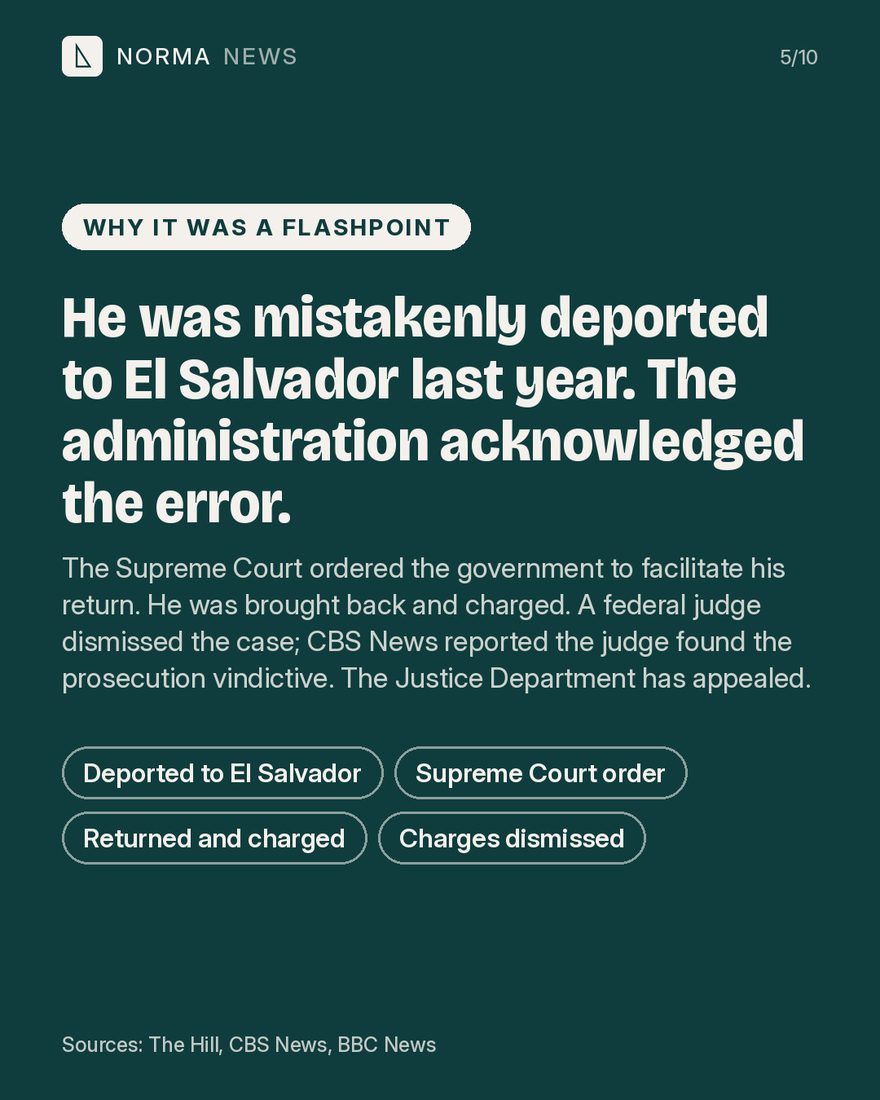 NORMA NEWS
5/10
WHY IT WAS A FLASHPOINT
He was mistakenly deported
to El Salvador last year. The
administration acknowledged
the error.
The Supreme Court ordered the government to facilitate his
return. He was brought back and charged. A federal judge
dismissed the case; CBS News reported the judge found the
prosecution vindictive. The Justice Department has appealed.
Deported to El Salvador
Supreme Court order
Returned and charged
Charges dismissed
Sources: The Hill, CBS News, BBC News